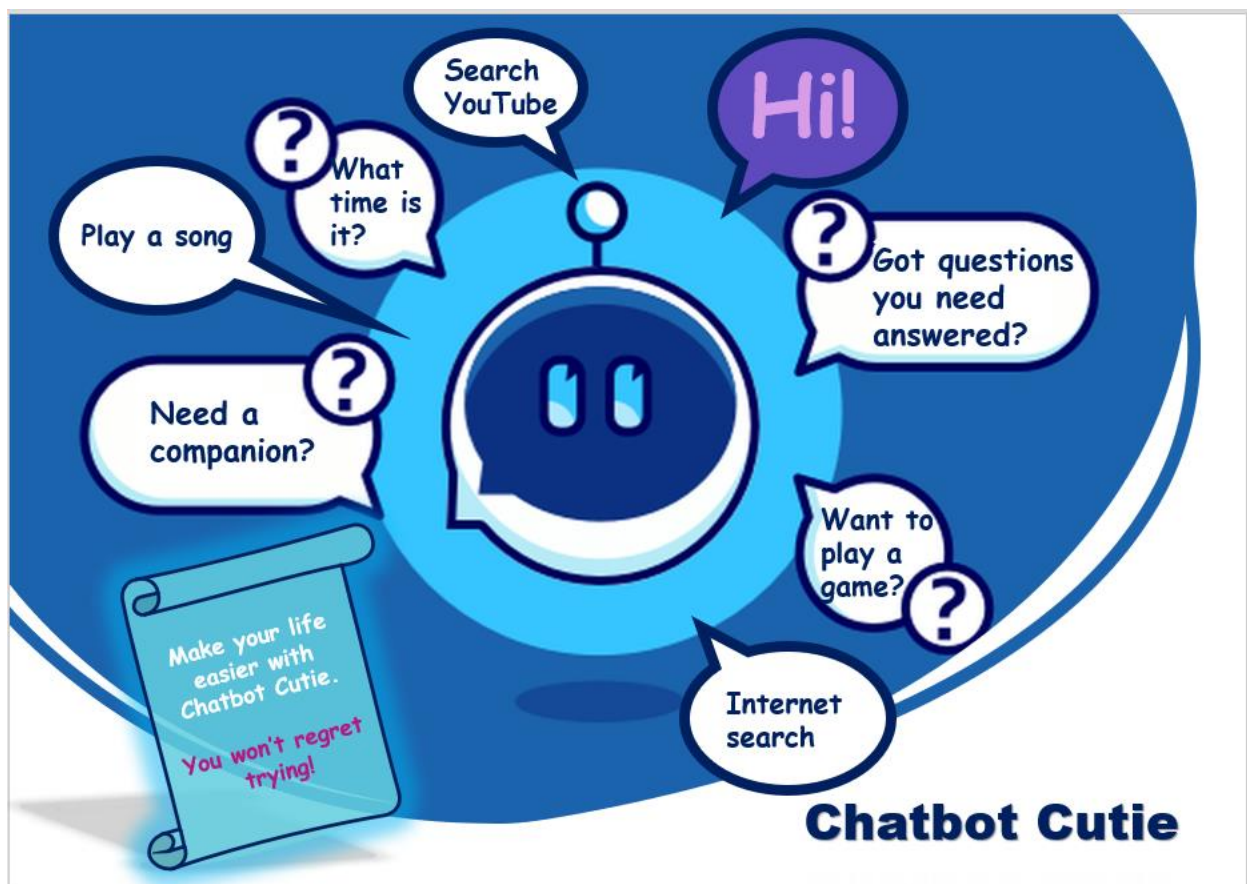 Search
YouTube
Hi!
?
What
time is
it?
Play a song
?
Got questions
you need
answered?
?
Need a
companion?
Want to
play a
game?
?
Make your life
easier with
Chatbot Cutie.
You won't regret
trying!
Internet
search
Chatbot Cutie